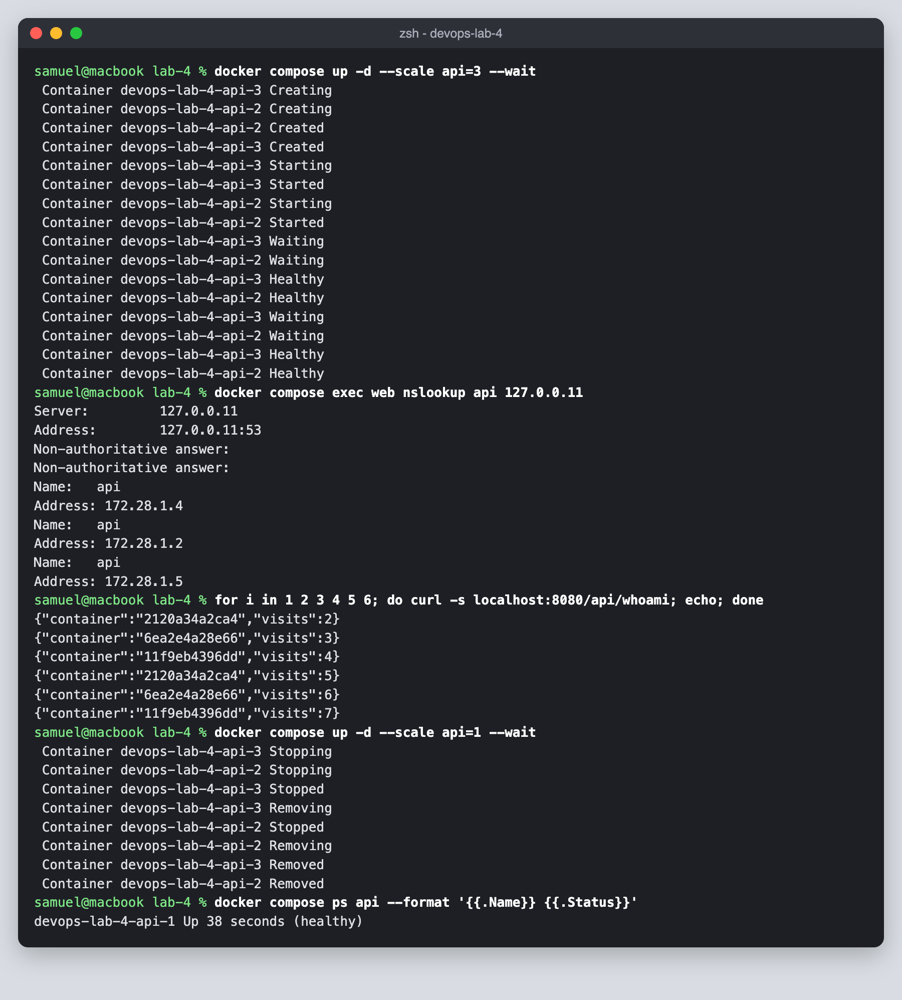 zsh - devops-lab-4
samuel@macbook lab-4 % docker compose up -d --scale api=3 --wait
 Container devops-lab-4-api-3 Creating
 Container devops-lab-4-api-2 Creating
 Container devops-lab-4-api-2 Created
 Container devops-lab-4-api-3 Created
 Container devops-lab-4-api-3 Starting
 Container devops-lab-4-api-3 Started
 Container devops-lab-4-api-2 Starting
 Container devops-lab-4-api-2 Started
 Container devops-lab-4-api-3 Waiting
 Container devops-lab-4-api-2 Waiting
 Container devops-lab-4-api-3 Healthy
 Container devops-lab-4-api-2 Healthy
 Container devops-lab-4-api-3 Waiting
 Container devops-lab-4-api-2 Waiting
 Container devops-lab-4-api-3 Healthy
 Container devops-lab-4-api-2 Healthy
samuel@macbook lab-4 % docker compose exec web nslookup api 127.0.0.11
Server:         127.0.0.11
Address:        127.0.0.11:53
Non-authoritative answer:
Non-authoritative answer:
Name:   api
Address: 172.28.1.4
Name:   api
Address: 172.28.1.2
Name:   api
Address: 172.28.1.5
samuel@macbook lab-4 % for i in 1 2 3 4 5 6; do curl -s localhost:8080/api/whoami; echo; done
{"container":"2120a34a2ca4","visits":2}
{"container":"6ea2e4a28e66","visits":3}
{"container":"11f9eb4396dd","visits":4}
{"container":"2120a34a2ca4","visits":5}
{"container":"6ea2e4a28e66","visits":6}
{"container":"11f9eb4396dd","visits":7}
samuel@macbook lab-4 % docker compose up -d --scale api=1 --wait
 Container devops-lab-4-api-3 Stopping
 Container devops-lab-4-api-2 Stopping
 Container devops-lab-4-api-3 Stopped
 Container devops-lab-4-api-3 Removing
 Container devops-lab-4-api-2 Stopped
 Container devops-lab-4-api-2 Removing
 Container devops-lab-4-api-3 Removed
 Container devops-lab-4-api-2 Removed
samuel@macbook lab-4 % docker compose ps api --format '{{.Name}} {{.Status}}'
devops-lab-4-api-1 Up 38 seconds (healthy)